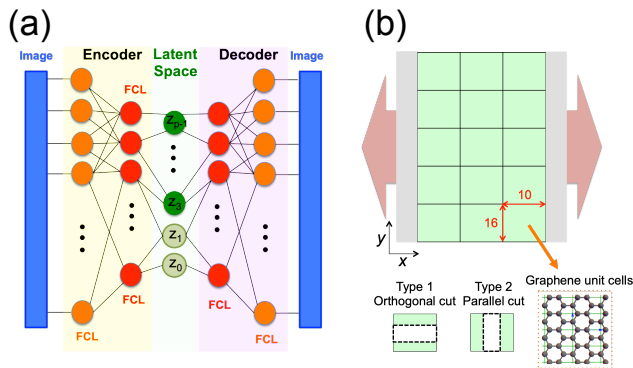 (a)
Encoder
Latent
Space
Decoder
Image
Image
FCL
FCL
Zp-1
Z3
Z1
Z0
FCL
FCL
FCL
FCL
(b)
10
16
y
x
Type 1
Orthogonal cut
Type 2
Parallel cut
Graphene unit cells